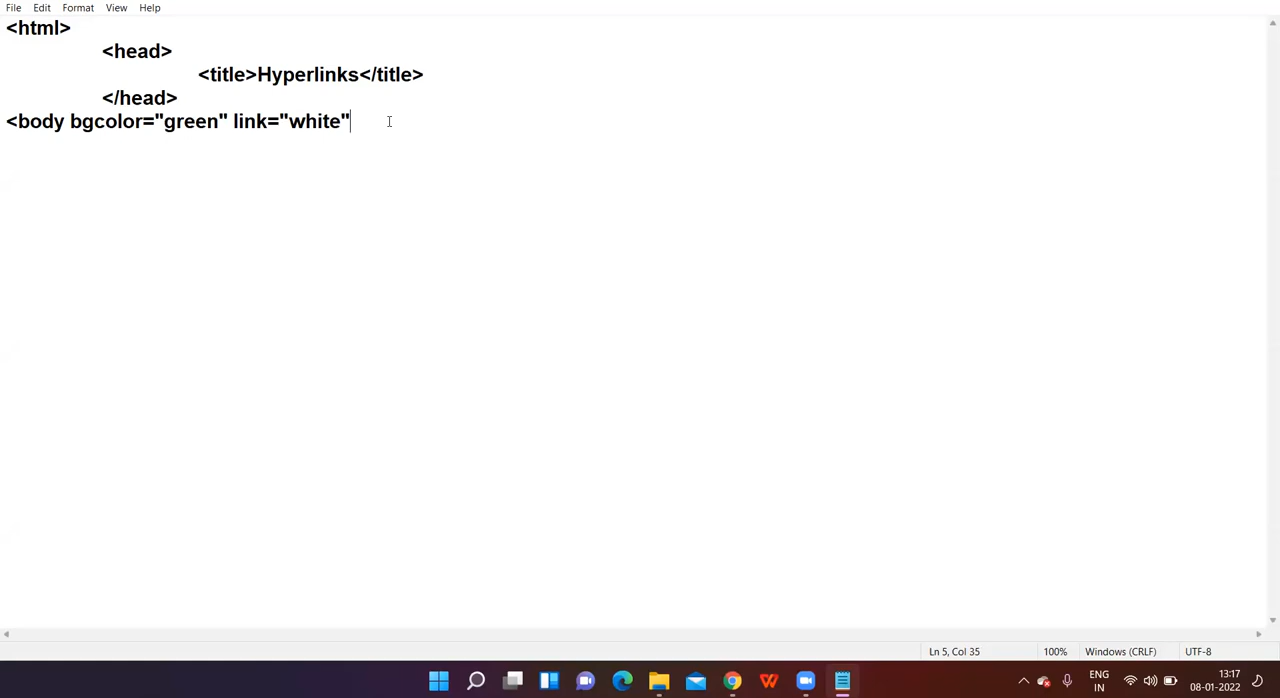 File Edit Format View Help
<html>
<head>
<title>Hyperlinks</title>
</head>
<body bgcolor="green" link="white"
Ln 5, Col 35 100% Windows (CRLF) UTF-8
ENG 13:17
IN 08-01-2022